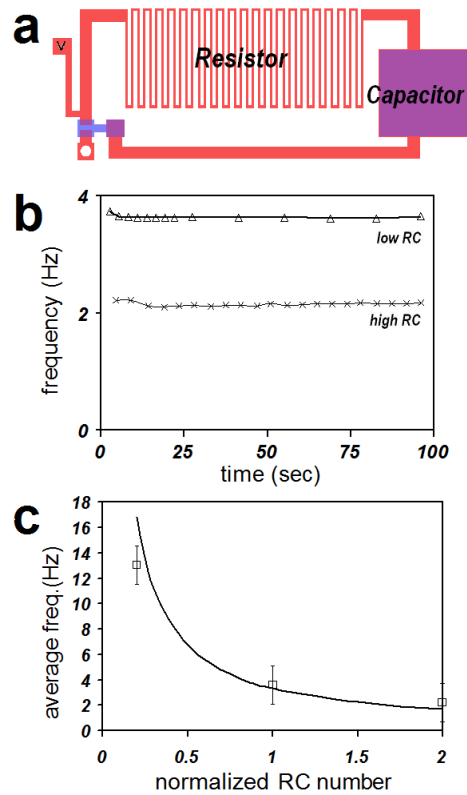 a
V
Resistor
Capacitor
b
4
2
0
frequency (Hz)
low RC
high RC
0 25 50 75 100
time (sec)
c
18
16
14
12
10
8
6
4
2
0
average freq.(Hz)
0 0.5 1 1.5 2
normalized RC number